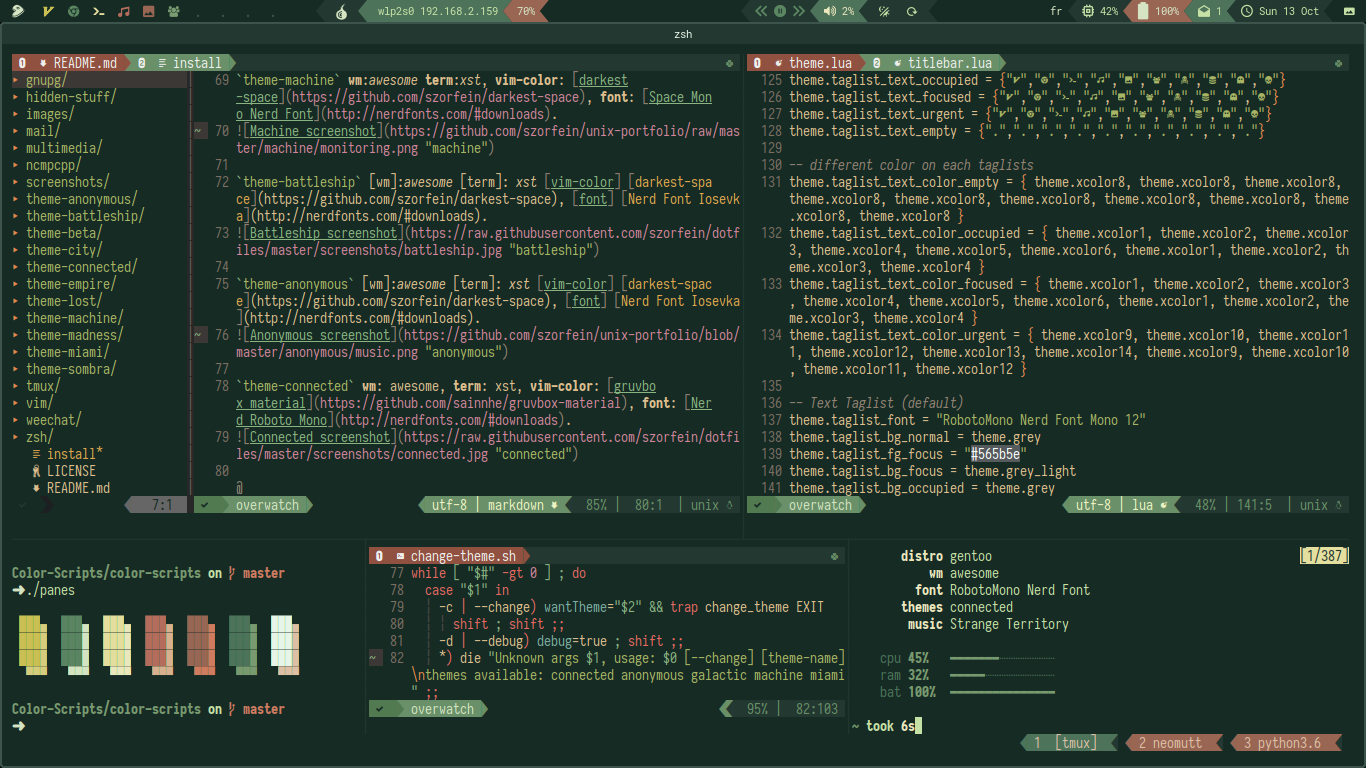 wlp2s0 192.168.2.159 70% 2% fr 42% 100% 1 Sun 13 Oct
zsh
0 README.md 2 install
gnupg/
hidden-stuff/
images/
mail/
multimedia/
ncmpcpp/
screenshots/
theme-anonymous/
theme-battleship/
theme-beta/
theme-city/
theme-connected/
theme-empire/
theme-lost/
theme-machine/
theme-madness/
theme-miami/
theme-sombra/
tmux/
vim/
weechat/
zsh/
install*
LICENSE
README.md
7:1
69 `theme-machine` wm:awesome term:xst, vim-color: [darkest
-space](https://github.com/szorfein/darkest-space), font: [Space Mon
o Nerd Font](http://nerdfonts.com/#downloads).
~ 70 ![Machine screenshot](https://github.com/szorfein/unix-portfolio/raw/mas
ter/machine/monitoring.png "machine")
71
72 `theme-battleship` [wm]:awesome [term]: xst [vim-color] [darkest-spa
ce](https://github.com/szorfein/darkest-space), [font] [Nerd Font Iosevk
a](http://nerdfonts.com/#downloads).
73 ![Battleship screenshot](https://raw.githubusercontent.com/szorfein/dotf
iles/master/screenshots/battleship.jpg "battleship")
74
75 `theme-anonymous` [wm]:awesome [term]: xst [vim-color] [darkest-spac
e](https://github.com/szorfein/darkest-space), [font] [Nerd Font Iosevka
](http://nerdfonts.com/#downloads).
~ 76 ![Anonymous screenshot](https://github.com/szorfein/unix-portfolio/blob/
master/anonymous/music.png "anonymous")
77
78 `theme-connected` wm: awesome, term: xst, vim-color: [gruvbo
x material](https://github.com/sainnhe/gruvbox-material), font: [Ner
d Roboto Mono](http://nerdfonts.com/#downloads).
79 ![Connected screenshot](https://raw.githubusercontent.com/szorfein/dotfi
les/master/screenshots/connected.jpg "connected")
80
@
overwatch utf-8 | markdown 85% | 80:1 | unix
0 theme.lua 2 titlebar.lua
125 theme.taglist_text_occupied = {
126 theme.taglist_text_focused = {
127 theme.taglist_text_urgent = {
128 theme.taglist_text_empty = {".",".",".",".",".",".",".",".",".","."}
129
130 -- different color on each taglists
131 theme.taglist_text_color_empty = { theme.xcolor8, theme.xcolor8, theme.xcolor8,
theme.xcolor8, theme.xcolor8, theme.xcolor8, theme.xcolor8, theme.xcolor8, theme
.xcolor8, theme.xcolor8 }
132 theme.taglist_text_color_occupied = { theme.xcolor1, theme.xcolor2, theme.xcolor
3, theme.xcolor4, theme.xcolor5, theme.xcolor6, theme.xcolor1, theme.xcolor2, th
eme.xcolor3, theme.xcolor4 }
133 theme.taglist_text_color_focused = { theme.xcolor1, theme.xcolor2, theme.xcolor3
, theme.xcolor4, theme.xcolor5, theme.xcolor6, theme.xcolor1, theme.xcolor2, the
me.xcolor3, theme.xcolor4 }
134 theme.taglist_text_color_urgent = { theme.xcolor9, theme.xcolor10, theme.xcolor1
1, theme.xcolor12, theme.xcolor13, theme.xcolor14, theme.xcolor9, theme.xcolor10
, theme.xcolor11, theme.xcolor12 }
135
136 -- Text Taglist (default)
137 theme.taglist_font = "RobotoMono Nerd Font Mono 12"
138 theme.taglist_bg_normal = theme.grey
139 theme.taglist_fg_focus = "#565b5e"
140 theme.taglist_bg_focus = theme.grey_light
141 theme.taglist_bg_occupied = theme.grey
overwatch utf-8 | lua 48% | 141:5 | unix
Color-Scripts/color-scripts on master
➜./panes
Color-Scripts/color-scripts on master
➜
0 change-theme.sh
77 while [ "$#" -gt 0 ] ; do
78 case "$1" in
79 -c | --change) wantTheme="$2" && trap change_theme EXIT
80 shift ; shift ;;
81 -d | --debug) debug=true ; shift ;;
~ 82 *) die "Unknown args $1, usage: $0 [--change] [theme-name]
\nthemes available: connected anonymous galactic machine miami
" ;;
overwatch 95% | 82:103
[1/387]
distro gentoo
wm awesome
font RobotoMono Nerd Font
themes connected
music Strange Territory
cpu 45%
ram 32%
bat 100%
~ took 6s
1 [tmux] 2 neomutt 3 python3.6